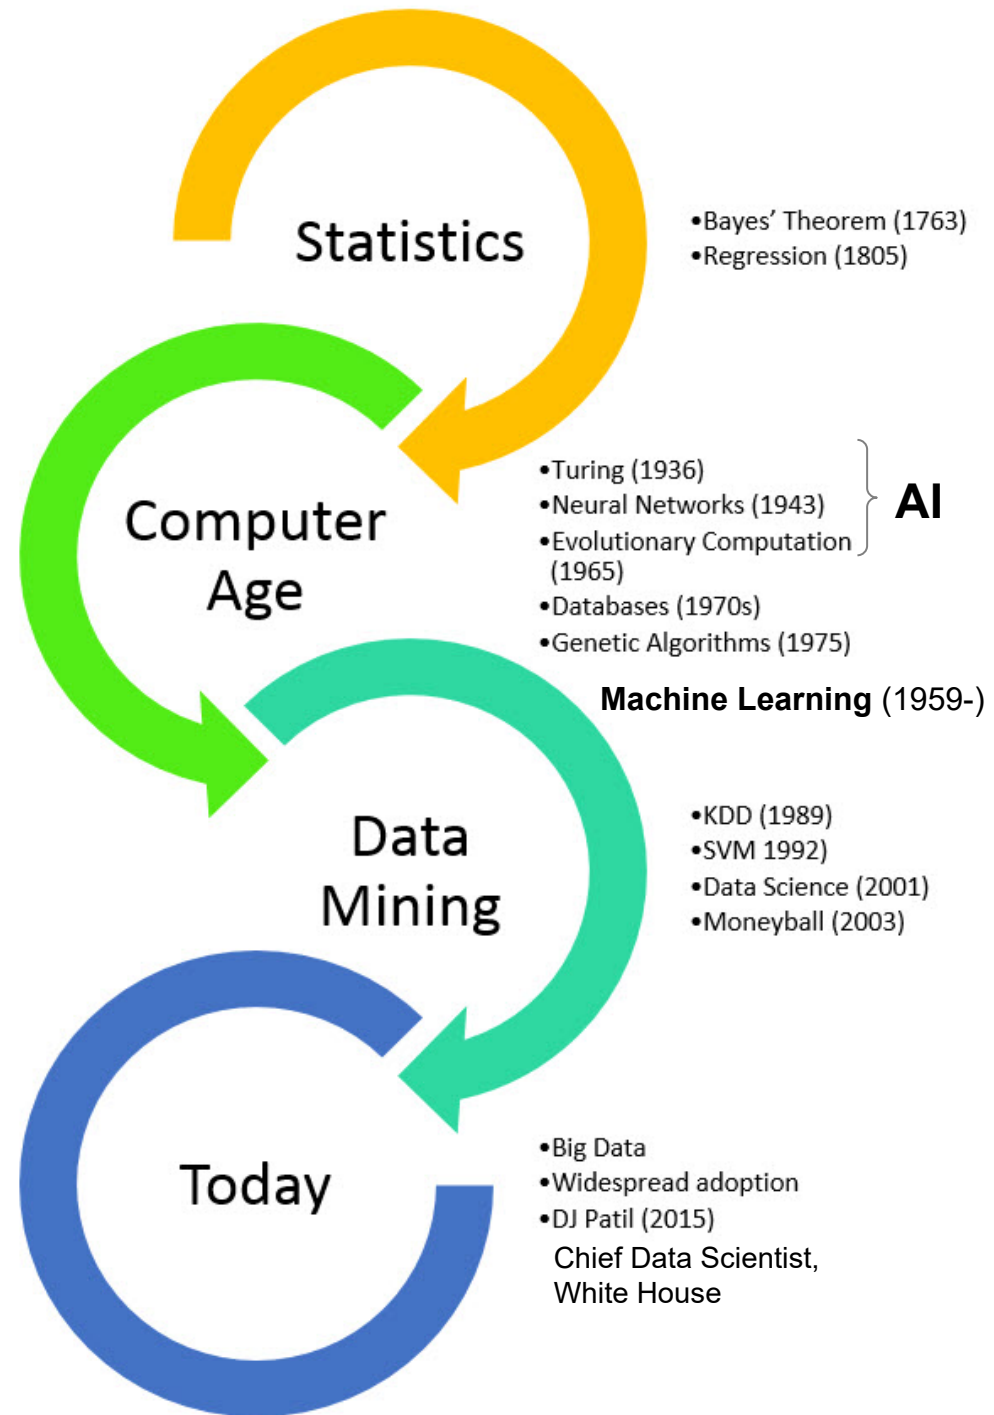 Statistics
•Bayes’ Theorem (1763)
•Regression (1805)
Computer
Age
•Turing (1936)
•Neural Networks (1943)
•Evolutionary Computation
(1965)
•Databases (1970s)
•Genetic Algorithms (1975)
AI
Machine Learning (1959-)
Data
Mining
•KDD (1989)
•SVM 1992)
•Data Science (2001)
•Moneyball (2003)
Today
•Big Data
•Widespread adoption
•DJ Patil (2015)
Chief Data Scientist,
White House